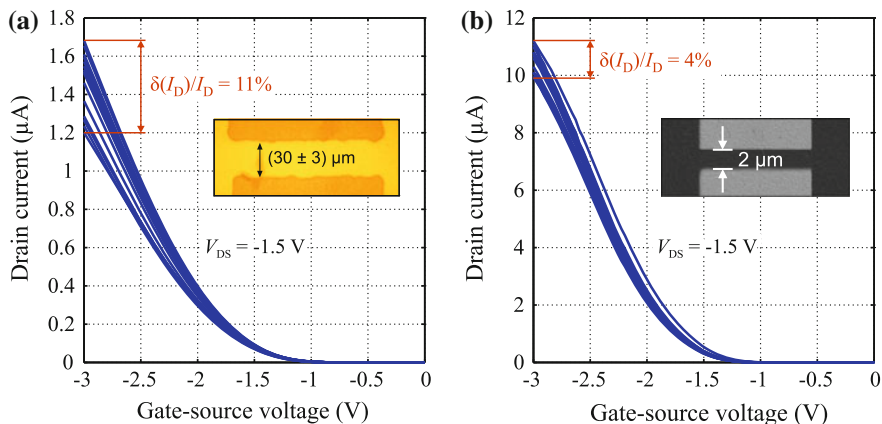 (a)
1.8
1.6
1.4
1.2
1
0.8
0.6
0.4
0.2
0
Drain current (µA)
δ(I_D)/I_D = 11%
(30 ± 3) µm
V_DS = -1.5 V
-3 -2.5 -2 -1.5 -1 -0.5 0
Gate-source voltage (V)
(b)
12
10
8
6
4
2
0
Drain current (µA)
δ(I_D)/I_D = 4%
2 µm
V_DS = -1.5 V
-3 -2.5 -2 -1.5 -1 -0.5 0
Gate-source voltage (V)